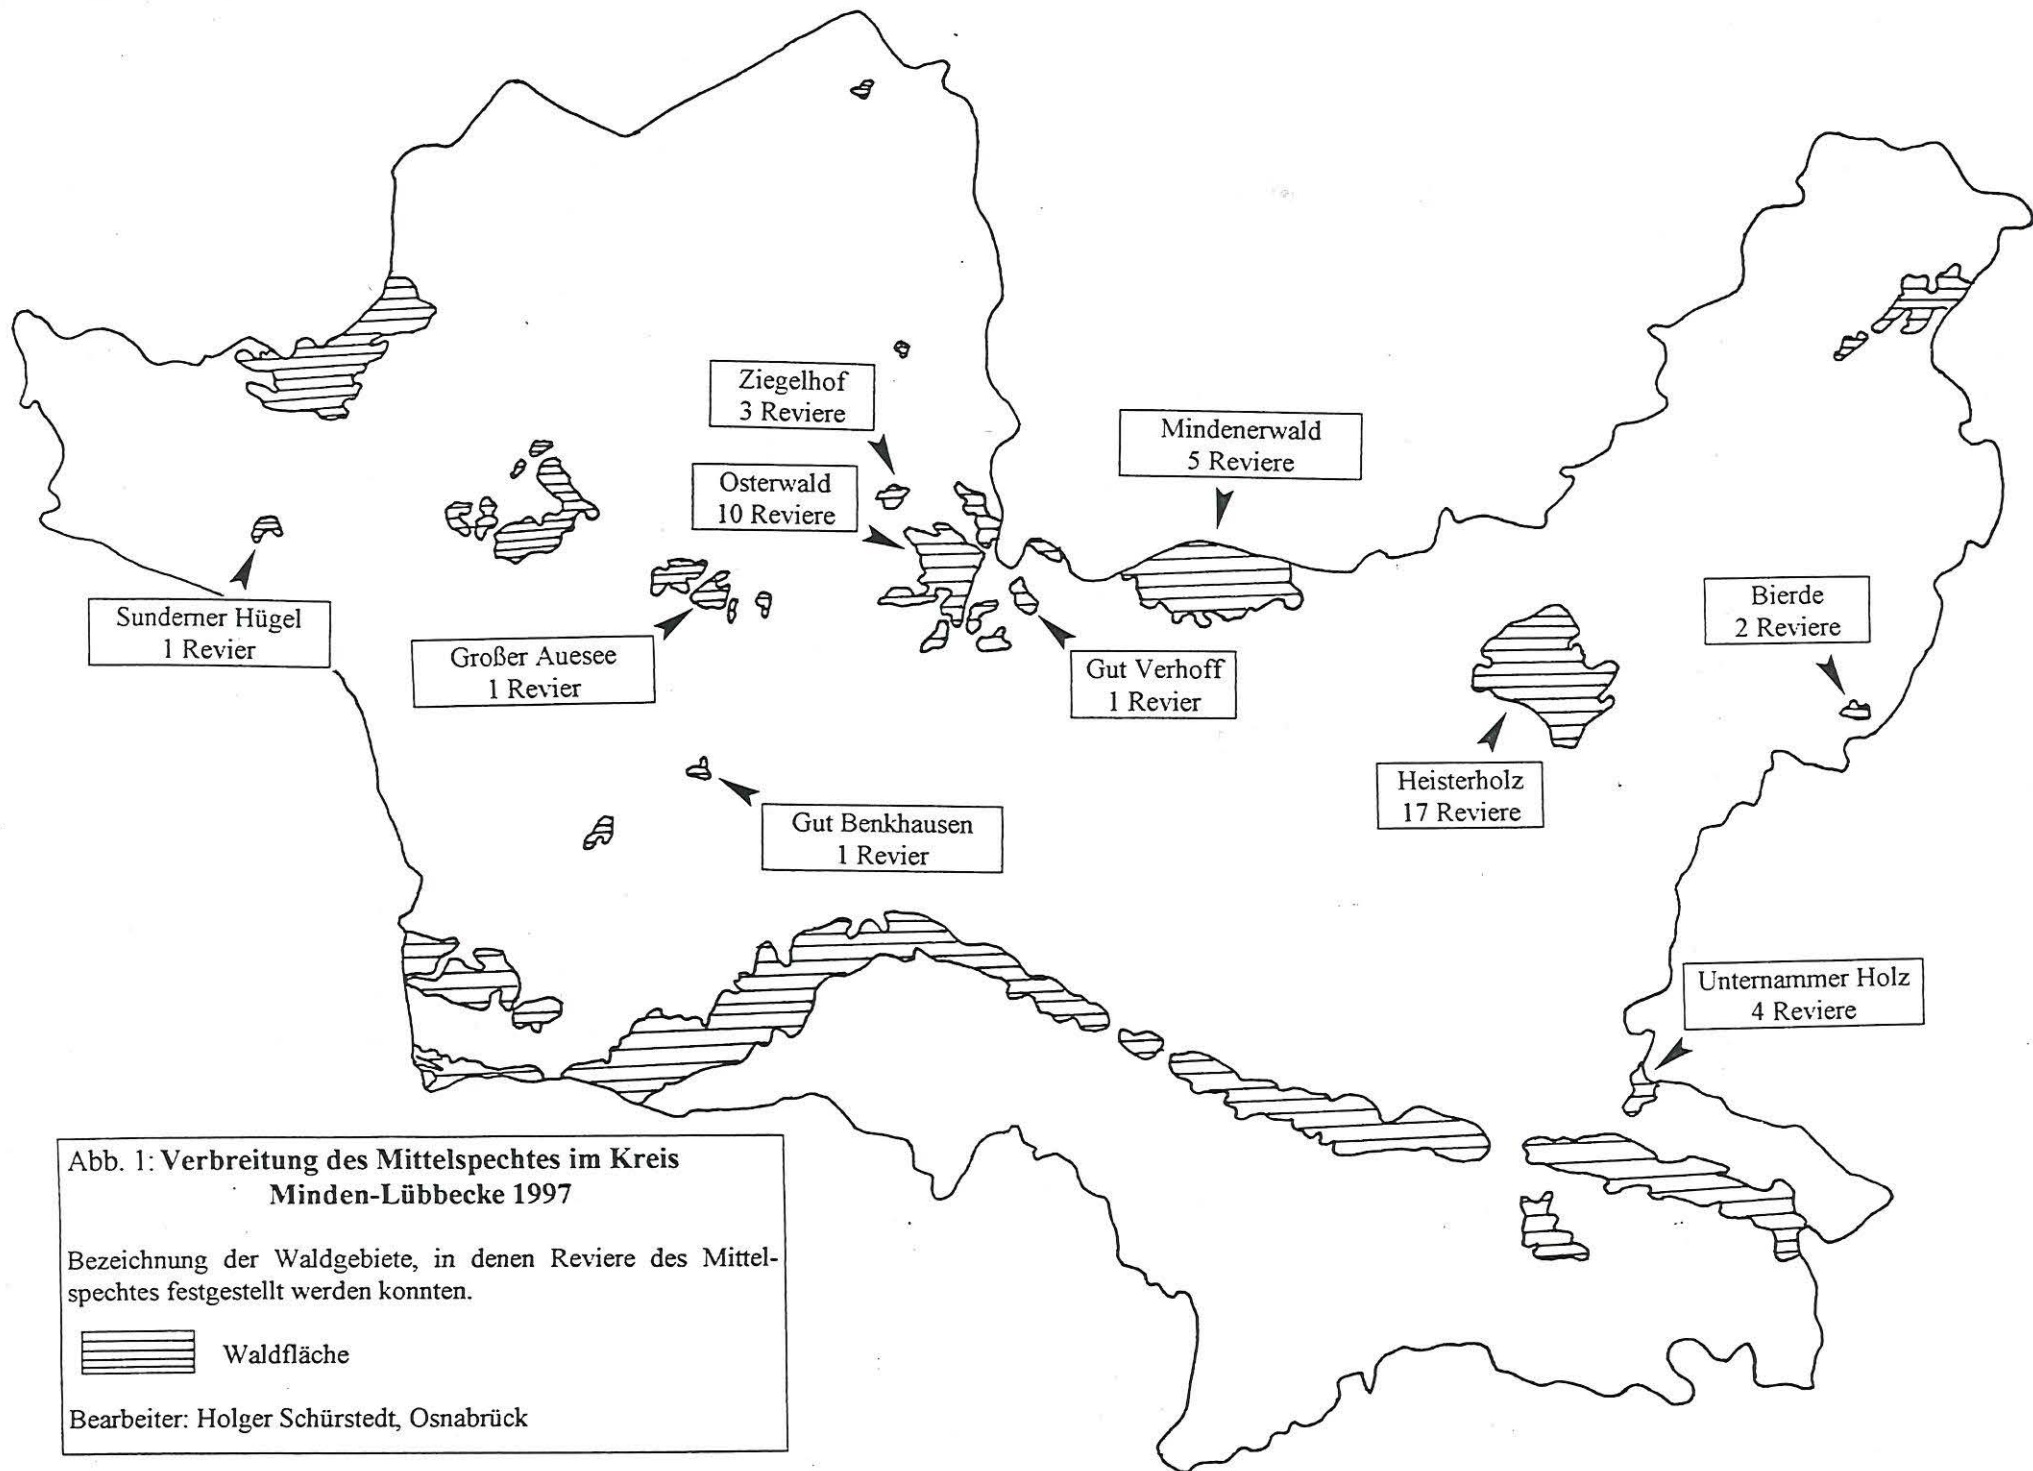 Ziegelhof
3 Reviere
Mindenerwald
5 Reviere
Osterwald
10 Reviere
Sunderner Hügel
1 Revier
Großer Auesee
1 Revier
Gut Verhoff
1 Revier
Bierde
2 Reviere
Heisterholz
17 Reviere
Gut Benkhausen
1 Revier
Unternammer Holz
4 Reviere
Abb. 1: Verbreitung des Mittelspechtes im Kreis
Minden-Lübbecke 1997
Bezeichnung der Waldgebiete, in denen Reviere des Mittel-
spechtes festgestellt werden konnten.
Waldfläche
Bearbeiter: Holger Schürstedt, Osnabrück